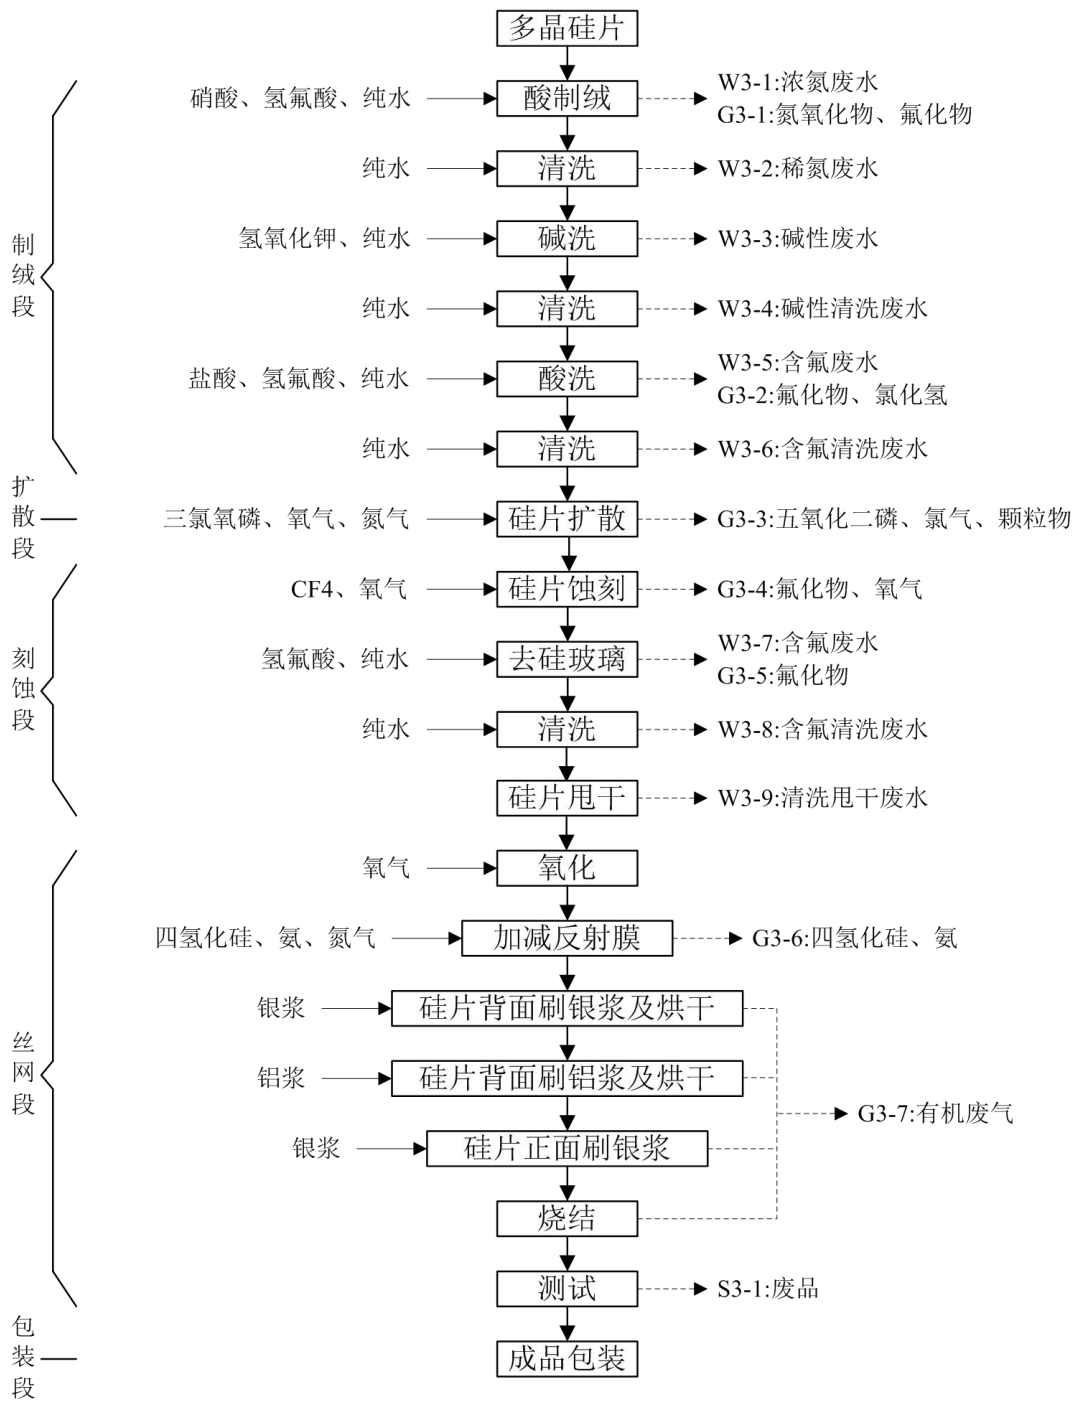 多晶硅片
硝酸、氢氟酸、纯水
酸制绒
W3-1:浓氮废水
G3-1:氮氧化物、氟化物
纯水
清洗
W3-2:稀氮废水
制绒段
氢氧化钾、纯水
碱洗
W3-3:碱性废水
纯水
清洗
W3-4:碱性清洗废水
盐酸、氢氟酸、纯水
酸洗
W3-5:含氟废水
G3-2:氟化物、氯化氢
纯水
清洗
W3-6:含氟清洗废水
扩散段
三氯氧磷、氧气、氮气
硅片扩散
G3-3:五氧化二磷、氯气、颗粒物
CF4、氧气
硅片蚀刻
G3-4:氟化物、氧气
刻蚀段
氢氟酸、纯水
去硅玻璃
W3-7:含氟废水
G3-5:氟化物
纯水
清洗
W3-8:含氟清洗废水
硅片甩干
W3-9:清洗甩干废水
氧气
氧化
四氢化硅、氨、氮气
加减反射膜
G3-6:四氢化硅、氨
银浆
硅片背面刷银浆及烘干
丝网段
铝浆
硅片背面刷铝浆及烘干
G3-7:有机废气
银浆
硅片正面刷银浆
烧结
测试
S3-1:废品
包装段
成品包装